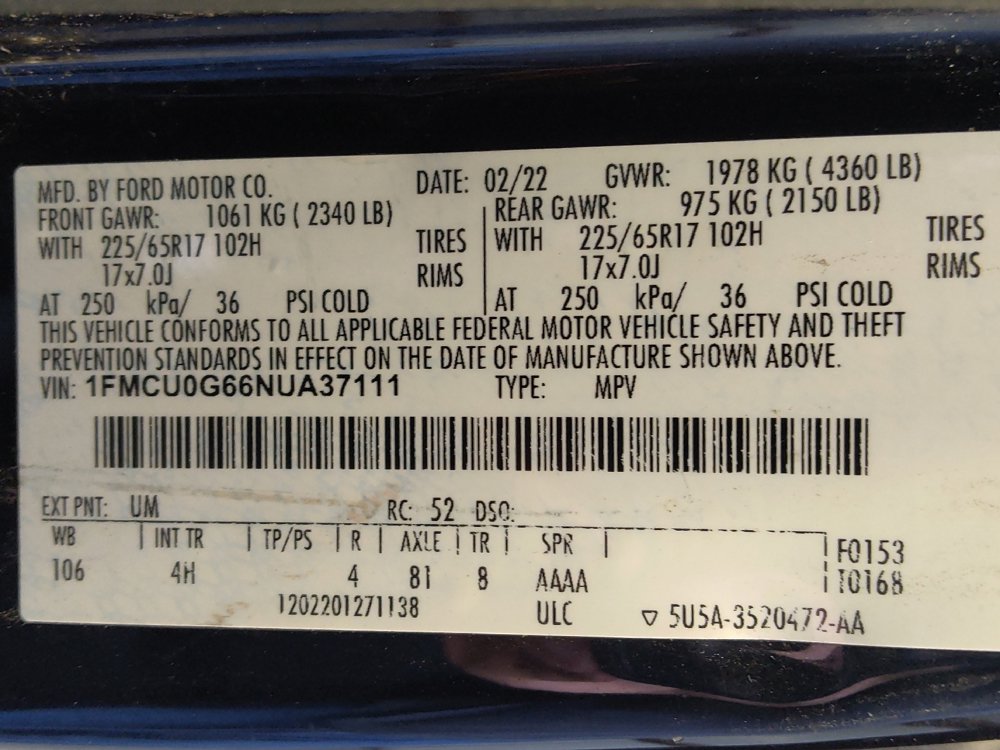 MFD. BY FORD MOTOR CO. DATE: 02/22 GVWR: 1978 KG ( 4360 LB)
FRONT GAWR: 1061 KG ( 2340 LB) REAR GAWR: 975 KG ( 2150 LB)
WITH 225/65R17 102H TIRES WITH 225/65R17 102H TIRES
17x7.0J RIMS 17x7.0J RIMS
AT 250 kPa/ 36 PSI COLD AT 250 kPa/ 36 PSI COLD
THIS VEHICLE CONFORMS TO ALL APPLICABLE FEDERAL MOTOR VEHICLE SAFETY AND THEFT
PREVENTION STANDARDS IN EFFECT ON THE DATE OF MANUFACTURE SHOWN ABOVE.
VIN: 1FMCU0G66NUA37111 TYPE: MPV
EXT PNT: UM RC: 52 DSO:
WB INT TR TP/PS R AXLE TR SPR F0153
106 4H 4 81 8 AAAA T0168
1202201271138 ULC ▽ 5U5A-3520472-AA